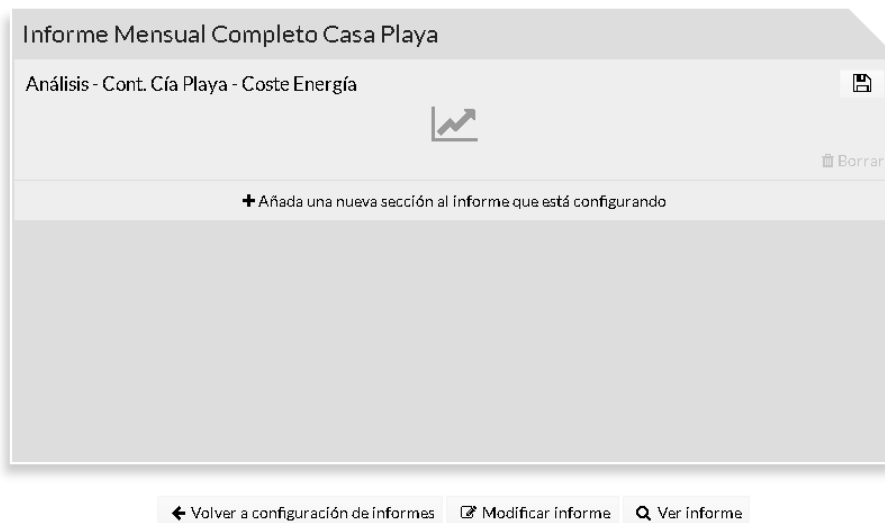 Informe Mensual Completo Casa Playa
Análisis - Cont. Cía Playa - Coste Energía
Borrar
Añada una nueva sección al informe que está configurando
Volver a configuración de informes Modificar informe Ver informe